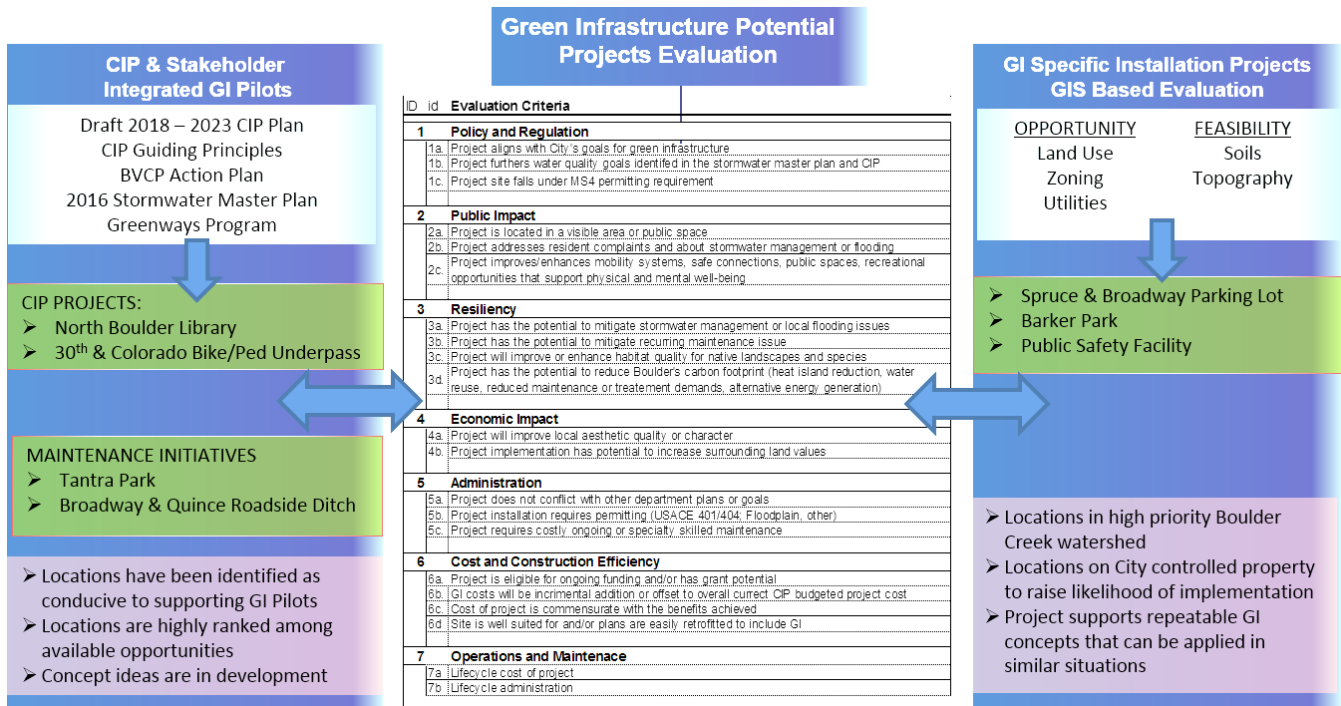 Green Infrastructure Potential
Projects Evaluation
CIP & Stakeholder
Integrated GI Pilots
Draft 2018 – 2023 CIP Plan
CIP Guiding Principles
BVCP Action Plan
2016 Stormwater Master Plan
Greenways Program
CIP PROJECTS:
➤ North Boulder Library
➤ 30th & Colorado Bike/Ped Underpass
MAINTENANCE INITIATIVES
➤ Tantra Park
➤ Broadway & Quince Roadside Ditch
➤ Locations have been identified as
conducive to supporting GI Pilots
➤ Locations are highly ranked among
available opportunities
➤ Concept ideas are in development
ID id Evaluation Criteria
1 Policy and Regulation
1a. Project aligns with City's goals for green infrastructure
1b. Project furthers water quality goals identifed in the stormwater master plan and CIP
1c. Project site falls under MS4 permitting requirement
2 Public Impact
2a. Project is located in a visible area or public space
2b. Project addresses resident complaints and about stormwater management or flooding
2c. Project improves/enhances mobility systems, safe connections, public spaces, recreational
opportunities that support physical and mental well-being
3 Resiliency
3a. Project has the potential to mitigate stormwater management or local flooding issues
3b. Project has the potential to mitigate recurring maintenance issue
3c. Project will improve or enhance habitat quality for native landscapes and species
3d. Project has the potential to reduce Boulder's carbon footprint (heat island reduction, water
reuse, reduced maintenance or treatement demands, alternative energy generation)
4 Economic Impact
4a. Project will improve local aesthetic quality or character
4b. Project implementation has potential to increase surrounding land values
5 Administration
5a. Project does not conflict with other department plans or goals
5b. Project installation requires permitting (USACE 401/404; Floodplain, other)
5c. Project requires costly ongoing or specialty skilled maintenance
6 Cost and Construction Efficiency
6a. Project is eligible for ongoing funding and/or has grant potential
6b. GI costs will be incrimental addition or offset to overall currect CIP budgeted project cost
6c. Cost of project is commensurate with the benefits achieved
6d Site is well suited for and/or plans are easily retrofitted to include GI
7 Operations and Maintenace
7a Lifecycle cost of project
7b Lifecycle administration
GI Specific Installation Projects
GIS Based Evaluation
OPPORTUNITY FEASIBILITY
Land Use Soils
Zoning Topography
Utilities
➤ Spruce & Broadway Parking Lot
➤ Barker Park
➤ Public Safety Facility
➤ Locations in high priority Boulder
Creek watershed
➤ Locations on City controlled property
to raise likelihood of implementation
➤ Project supports repeatable GI
concepts that can be applied in
similar situations